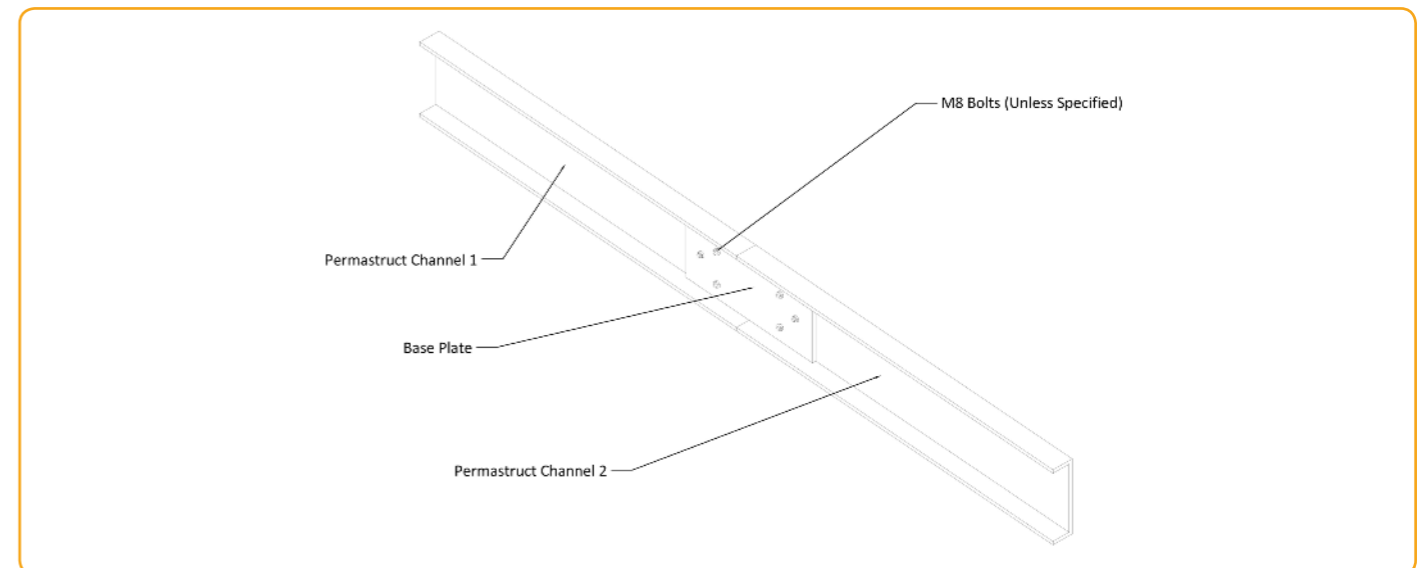 M8 Bolts (Unless Specified)
Permastruct Channel 1
Base Plate
Permastruct Channel 2